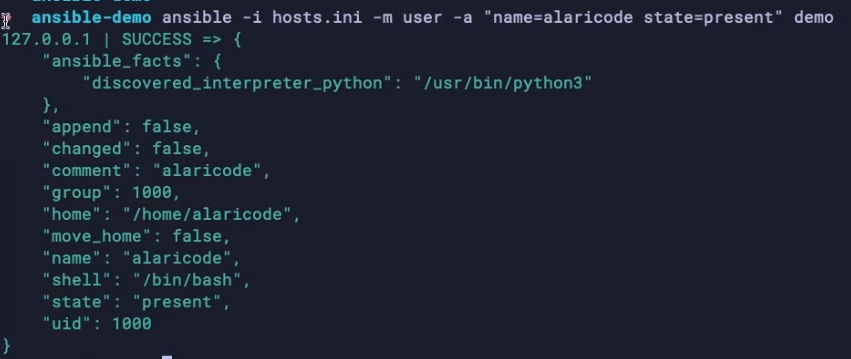 ansible-demo ansible -i hosts.ini -m user -a "name=alaricode state=present" demo
127.0.0.1 | SUCCESS => {
    "ansible_facts": {
        "discovered_interpreter_python": "/usr/bin/python3"
    },
    "append": false,
    "changed": false,
    "comment": "alaricode",
    "group": 1000,
    "home": "/home/alaricode",
    "move_home": false,
    "name": "alaricode",
    "shell": "/bin/bash",
    "state": "present",
    "uid": 1000
}